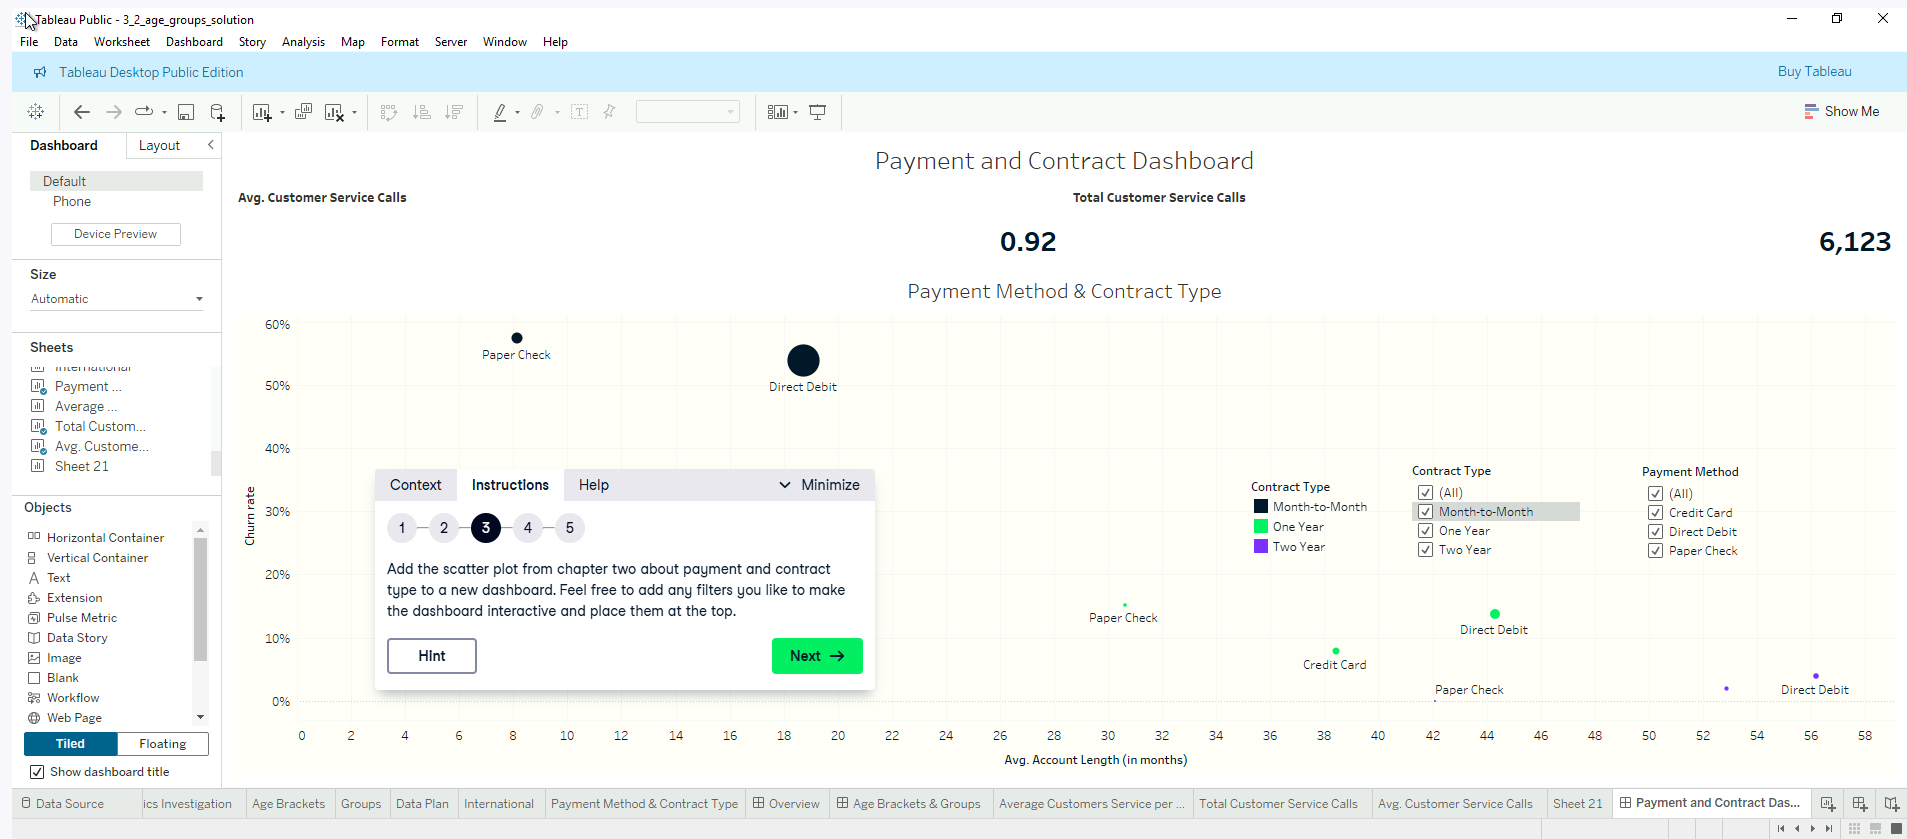 Tableau Public - 3_2_age_groups_solution
File Data Worksheet Dashboard Story Analysis Map Format Server Window Help
Tableau Desktop Public Edition
Buy Tableau
Show Me
Dashboard Layout
Default
Phone
Device Preview
Size
Automatic
Sheets
International
Payment ...
Average ...
Total Custom...
Avg. Custome...
Sheet 21
Objects
Horizontal Container
Vertical Container
Text
Extension
Pulse Metric
Data Story
Image
Blank
Workflow
Web Page
Tiled Floating
Show dashboard title
Payment and Contract Dashboard
Avg. Customer Service Calls
0.92
Total Customer Service Calls
6,123
Payment Method & Contract Type
Churn rate
60%
50%
40%
30%
20%
10%
0%
Paper Check
Direct Debit
Contract Type
Month-to-Month
One Year
Two Year
Contract Type
(All)
Month-to-Month
One Year
Two Year
Payment Method
(All)
Credit Card
Direct Debit
Paper Check
Paper Check
Direct Debit
Credit Card
Paper Check
Direct Debit
0 2 4 6 8 10 12 14 16 18 20 22 24 26 28 30 32 34 36 38 40 42 44 46 48 50 52 54 56 58
Avg. Account Length (in months)
Context Instructions Help Minimize
1 2 3 4 5
Add the scatter plot from chapter two about payment and contract
type to a new dashboard. Feel free to add any filters you like to make
the dashboard interactive and place them at the top.
Hint
Next
Data Source ics Investigation Age Brackets Groups Data Plan International Payment Method & Contract Type Overview Age Brackets & Groups Average Customers Service per ... Total Customer Service Calls Avg. Customer Service Calls Sheet 21 Payment and Contract Das...